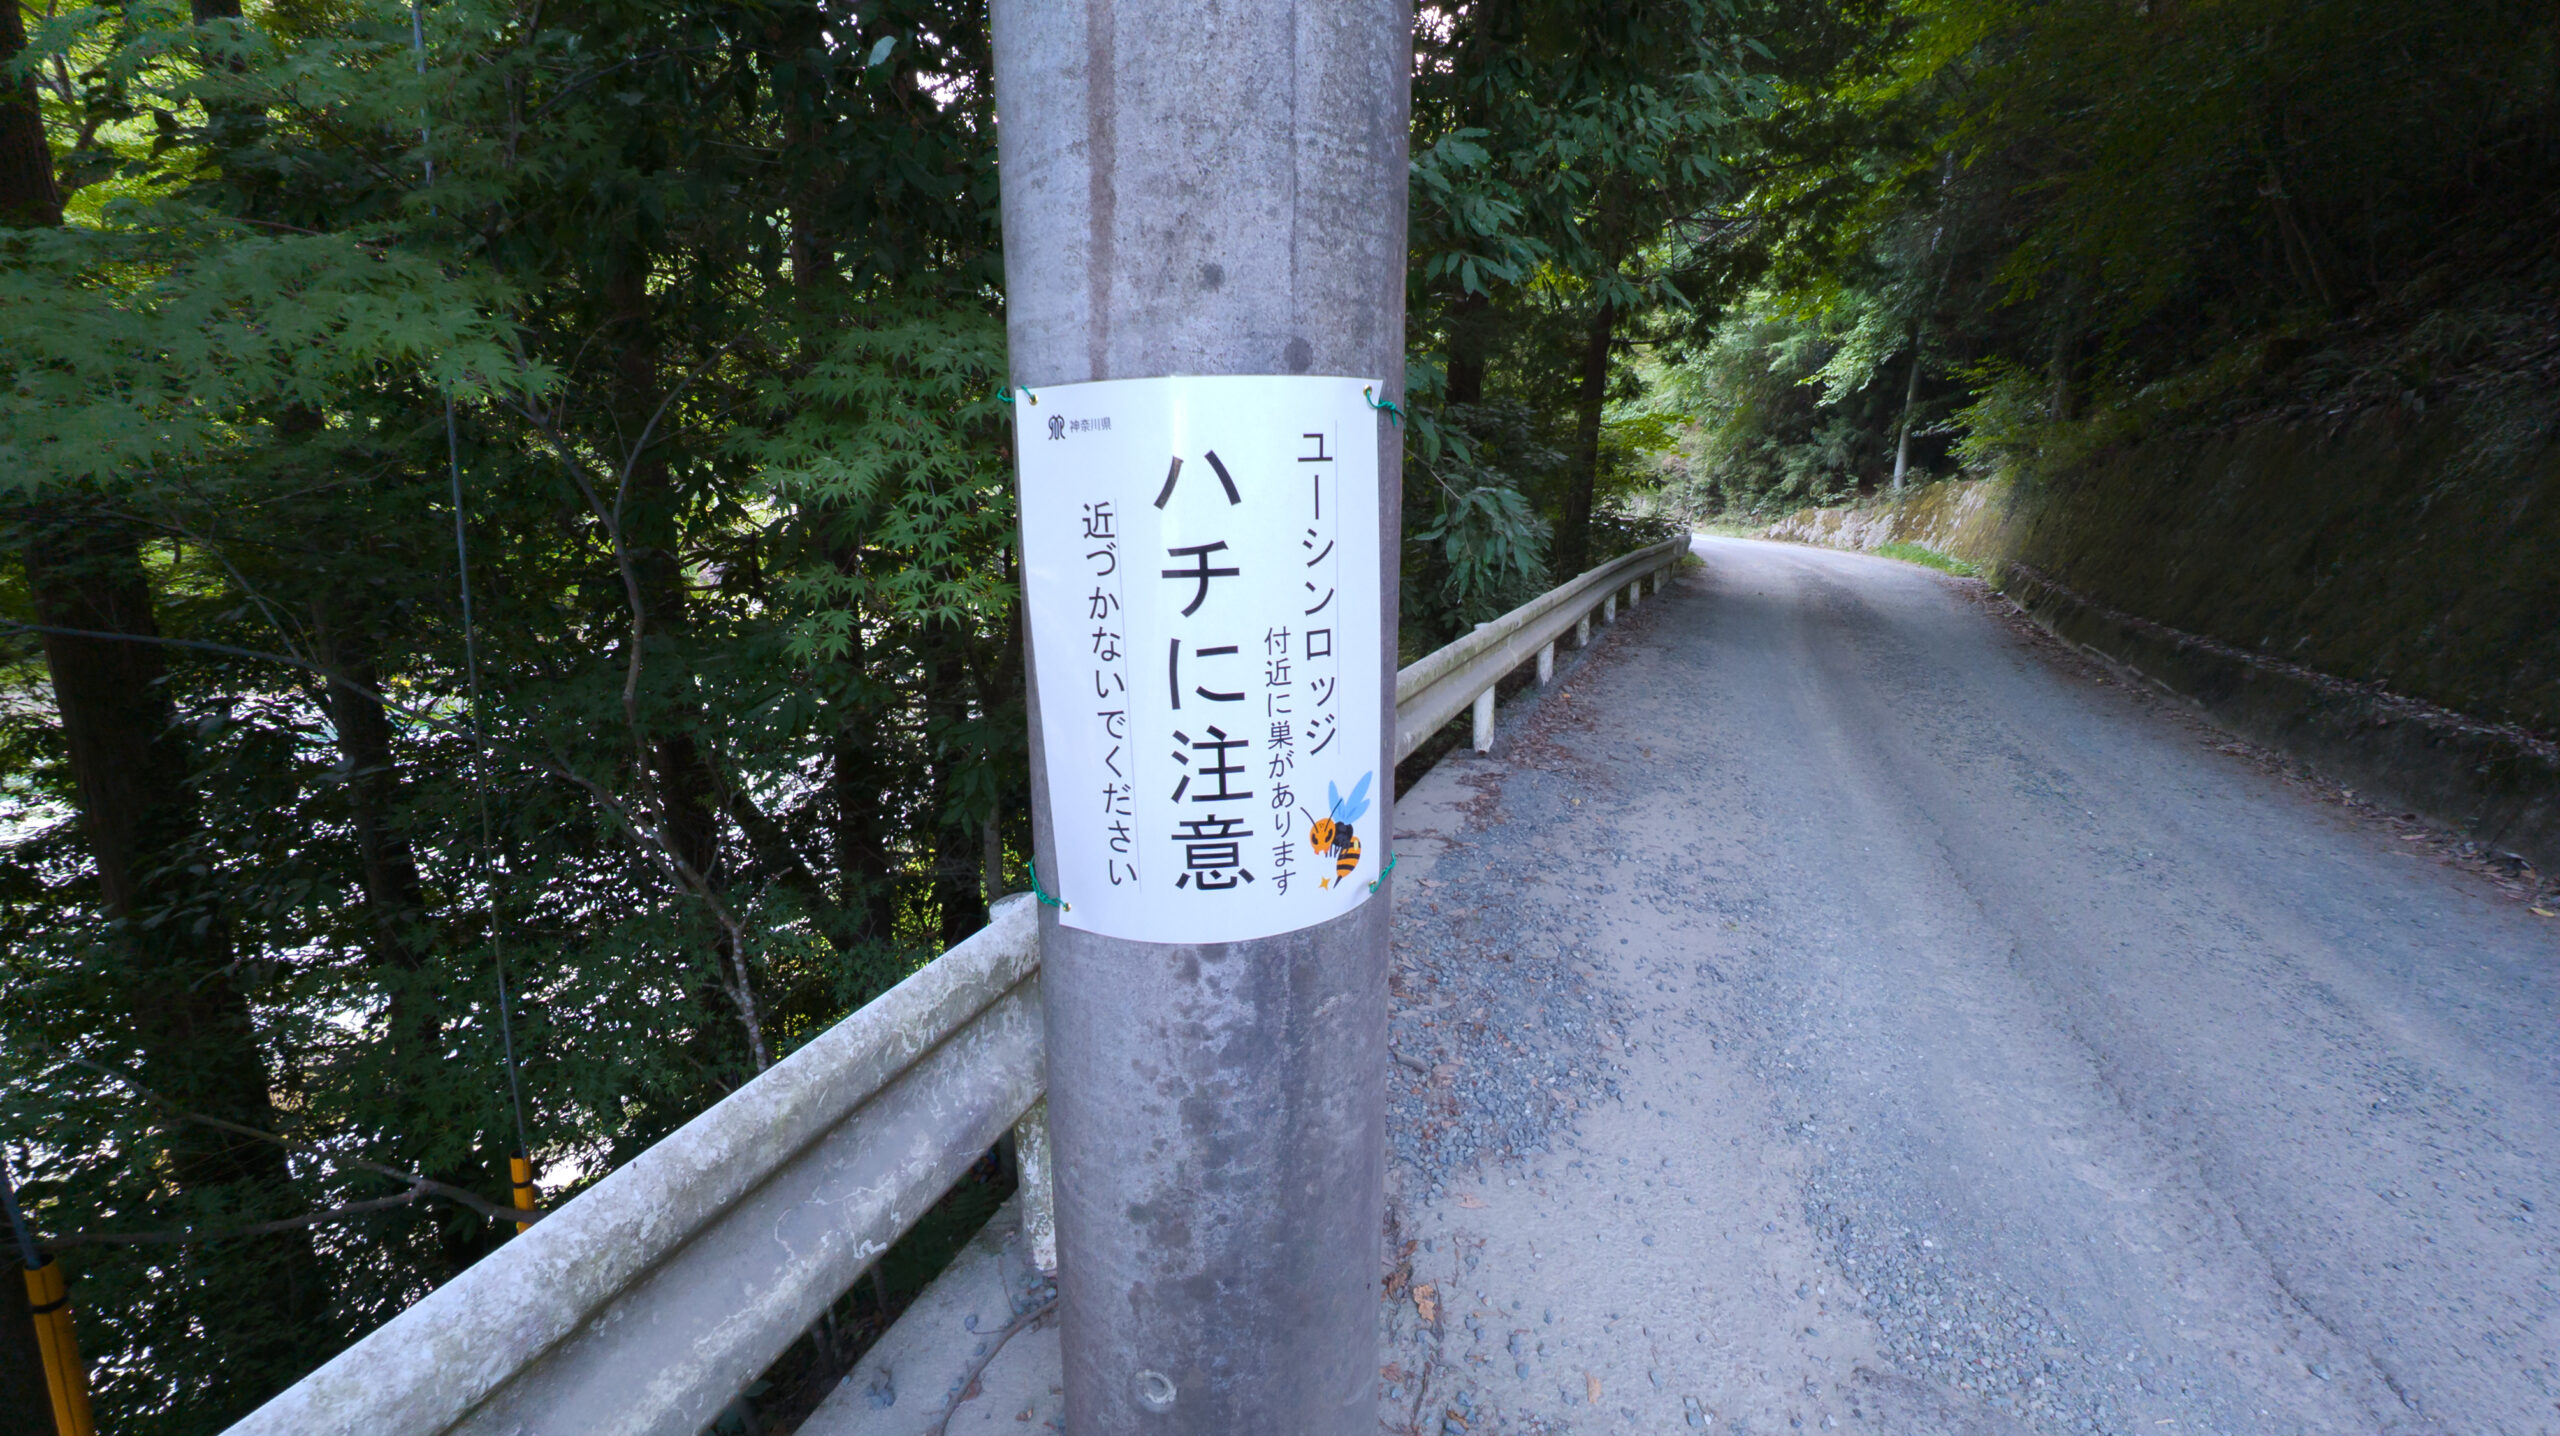 神奈川県
ユーシンロッジ
付近に巣があります
ハチに注意
近づかないでください